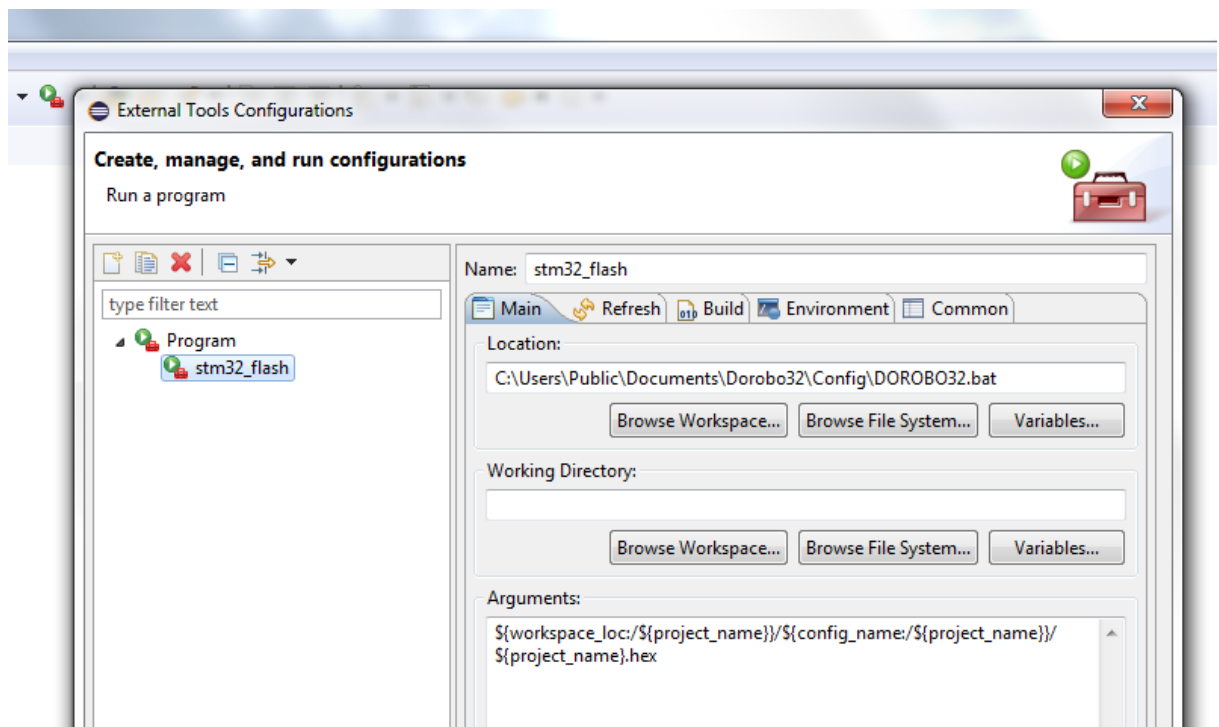 External Tools Configurations
Create, manage, and run configurations
Run a program
type filter text
Program
stm32_flash
Name: stm32_flash
Main Refresh Build Environment Common
Location:
C:\Users\Public\Documents\Dorobo32\Config\DOROBO32.bat
Browse Workspace... Browse File System... Variables...
Working Directory:
Browse Workspace... Browse File System... Variables...
Arguments:
${workspace_loc:/${project_name}}/${config_name:/${project_name}}/
${project_name}.hex